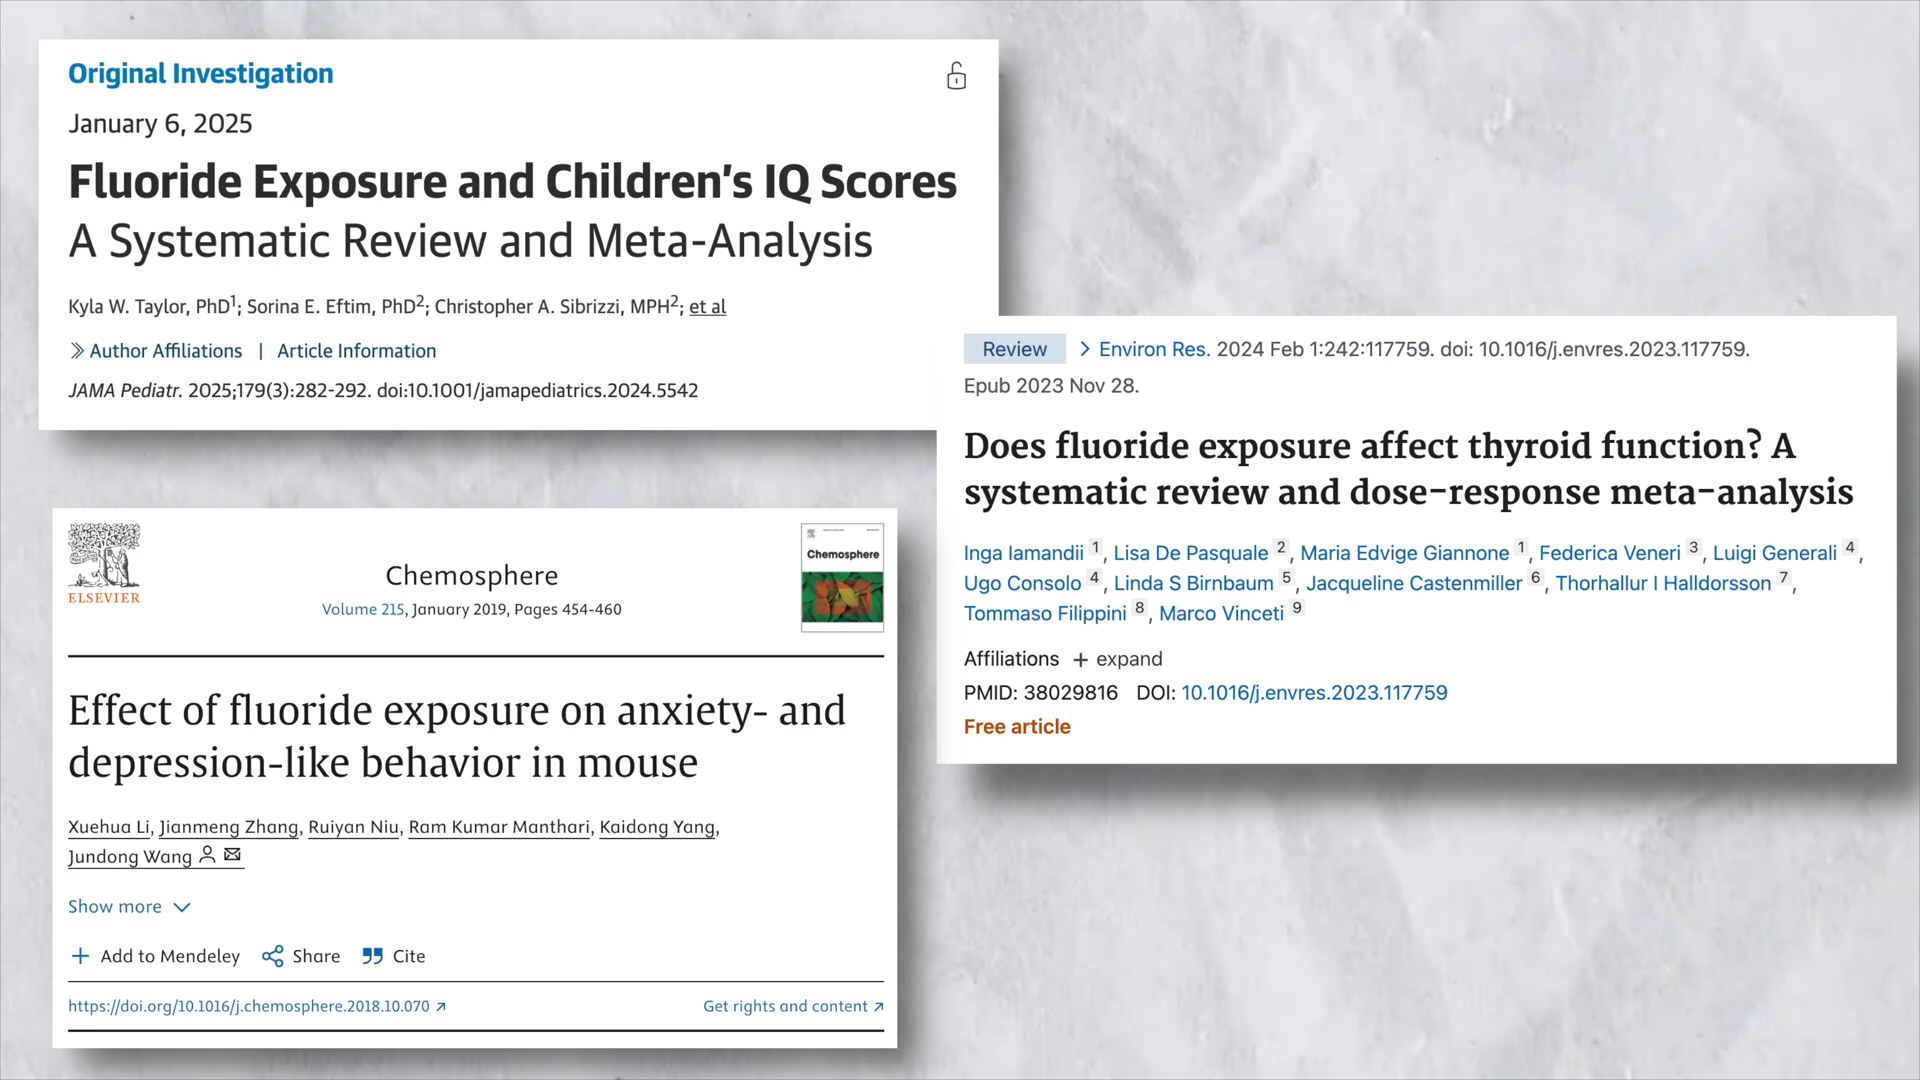 Original Investigation
January 6, 2025
Fluoride Exposure and Children's IQ Scores
A Systematic Review and Meta-Analysis
Kyla W. Taylor, PhD1; Sorina E. Eftim, PhD2; Christopher A. Sibrizzi, MPH2; et al
Author Affiliations | Article Information
JAMA Pediatr. 2025;179(3):282-292. doi:10.1001/jamapediatrics.2024.5542
Review > Environ Res. 2024 Feb 1:242:117759. doi: 10.1016/j.envres.2023.117759.
Epub 2023 Nov 28.
Does fluoride exposure affect thyroid function? A
systematic review and dose-response meta-analysis
Inga Iamandii 1, Lisa De Pasquale 2, Maria Edvige Giannone 1, Federica Veneri 3, Luigi Generali 4,
Ugo Consolo 4, Linda S Birnbaum 5, Jacqueline Castenmiller 6, Thorhallur I Halldorsson 7,
Tommaso Filippini 8, Marco Vinceti 9
Affiliations + expand
PMID: 38029816 DOI: 10.1016/j.envres.2023.117759
Free article
ELSEVIER
Chemosphere
Volume 215, January 2019, Pages 454-460
Chemosphere
Effect of fluoride exposure on anxiety- and
depression-like behavior in mouse
Xuehua Li, Jianmeng Zhang, Ruiyan Niu, Ram Kumar Manthari, Kaidong Yang,
Jundong Wang
Show more
+ Add to Mendeley Share Cite
https://doi.org/10.1016/j.chemosphere.2018.10.070
Get rights and content